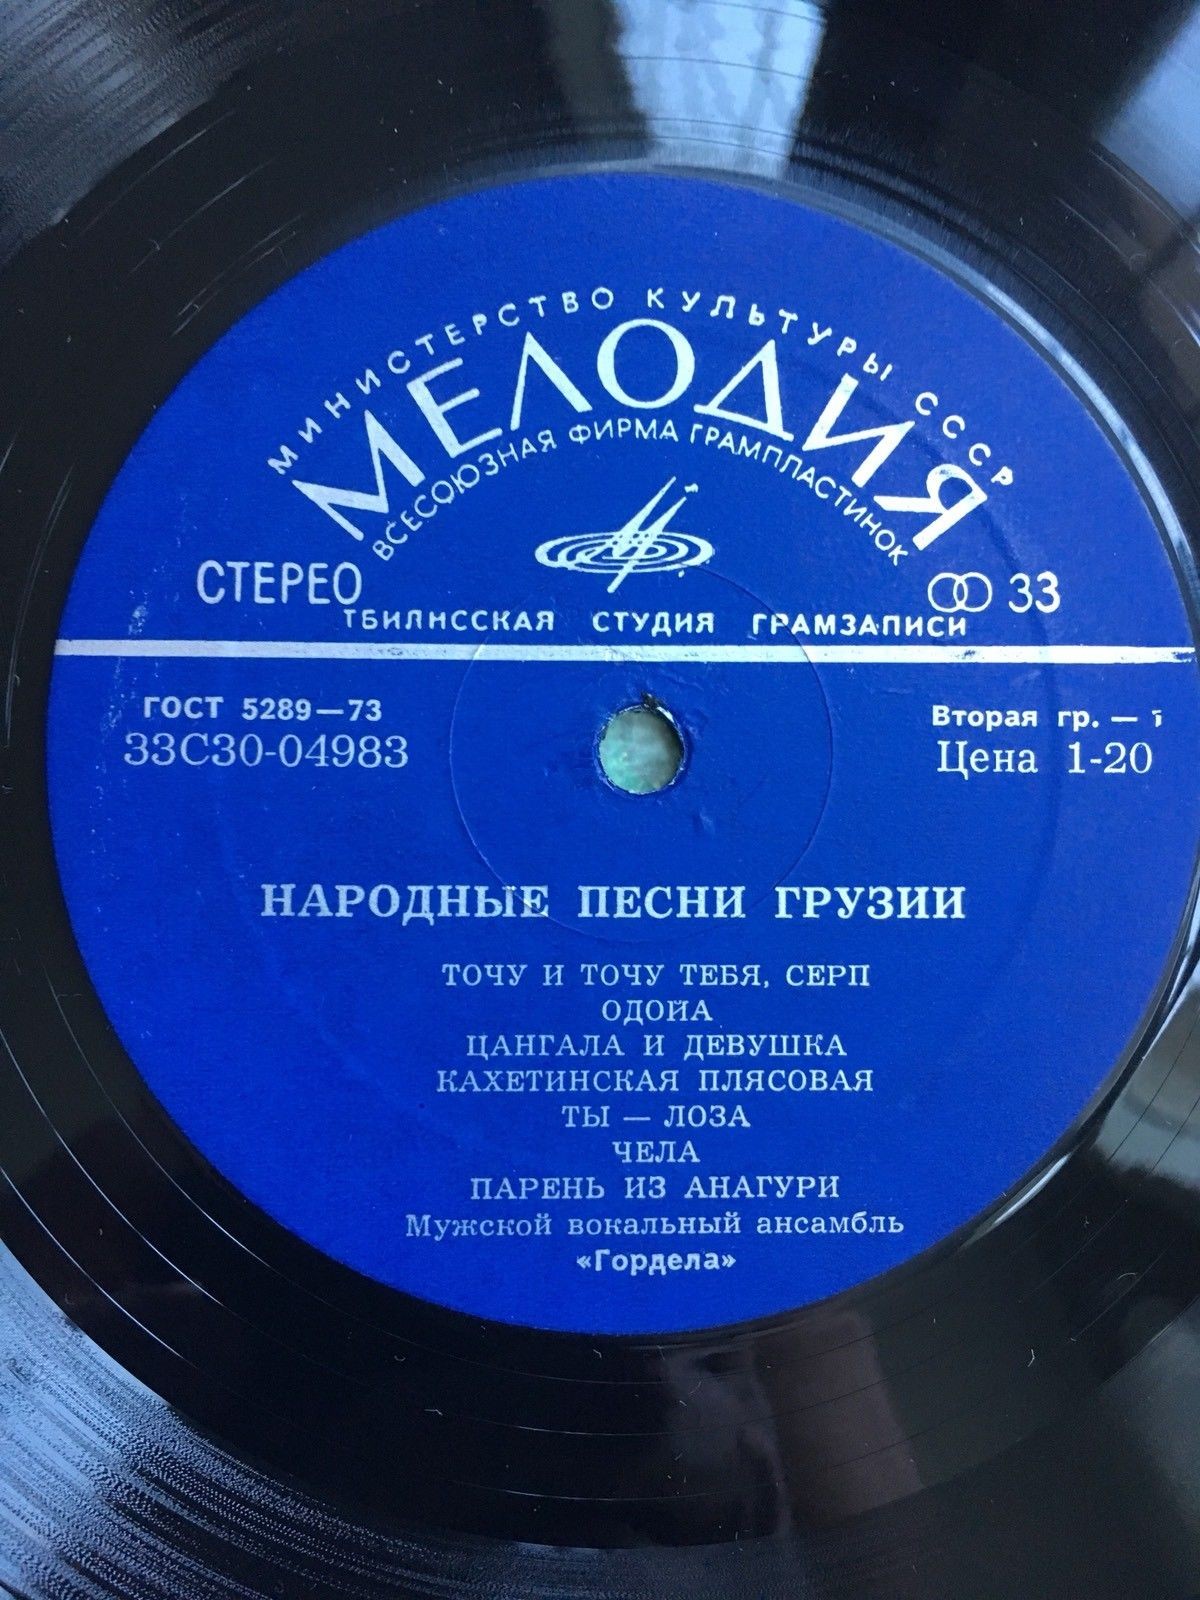 МИНИСТЕРСТВО КУЛЬТУРЫ СССР
МЕЛОДИЯ
ВСЕСОЮЗНАЯ ФИРМА ГРАМПЛАСТИНОК
СТЕРЕО
33
ТБИЛИССКАЯ СТУДИЯ ГРАМЗАПИСИ
ГОСТ 5289—73
Вторая гр. —
33С30-04983
Цена 1-20
НАРОДНЫЕ ПЕСНИ ГРУЗИИ
ТОЧУ И ТОЧУ ТЕБЯ, СЕРП
ОДОЙА
ЦАНГАЛА И ДЕВУШКА
КАХЕТИНСКАЯ ПЛЯСОВАЯ
ТЫ — ЛОЗА
ЧЕЛА
ПАРЕНЬ ИЗ АНАГУРИ
Мужской вокальный ансамбль
«Гордела»